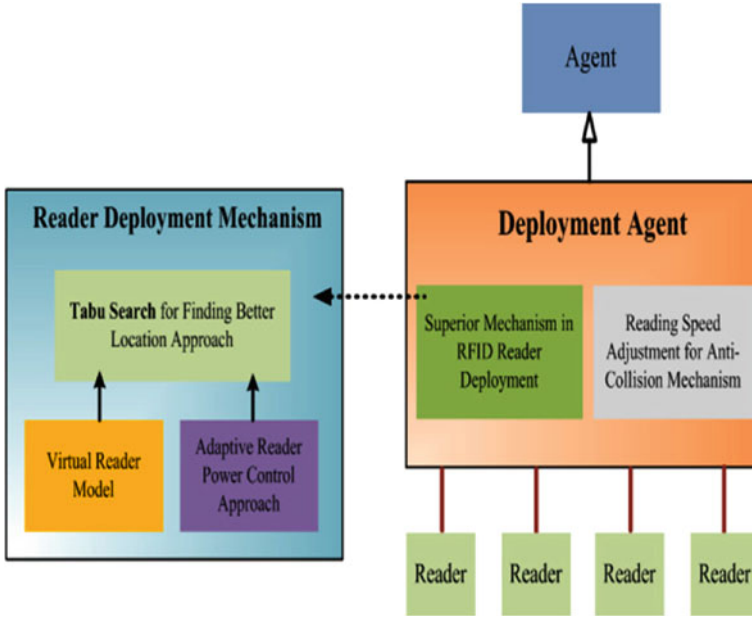 Agent
Reader Deployment Mechanism
Tabu Search for Finding Better
Location Approach
Virtual Reader
Model
Adaptive Reader
Power Control
Approach
Deployment Agent
Superior Mechanism in
RFID Reader
Deployment
Reading Speed
Adjustment for Anti-
Collision Mechanism
Reader
Reader
Reader
Reader